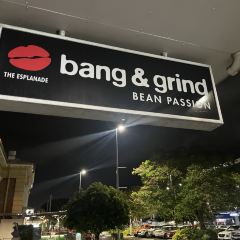 bang & grind
THE ESPLANADE
BEAN PASSION